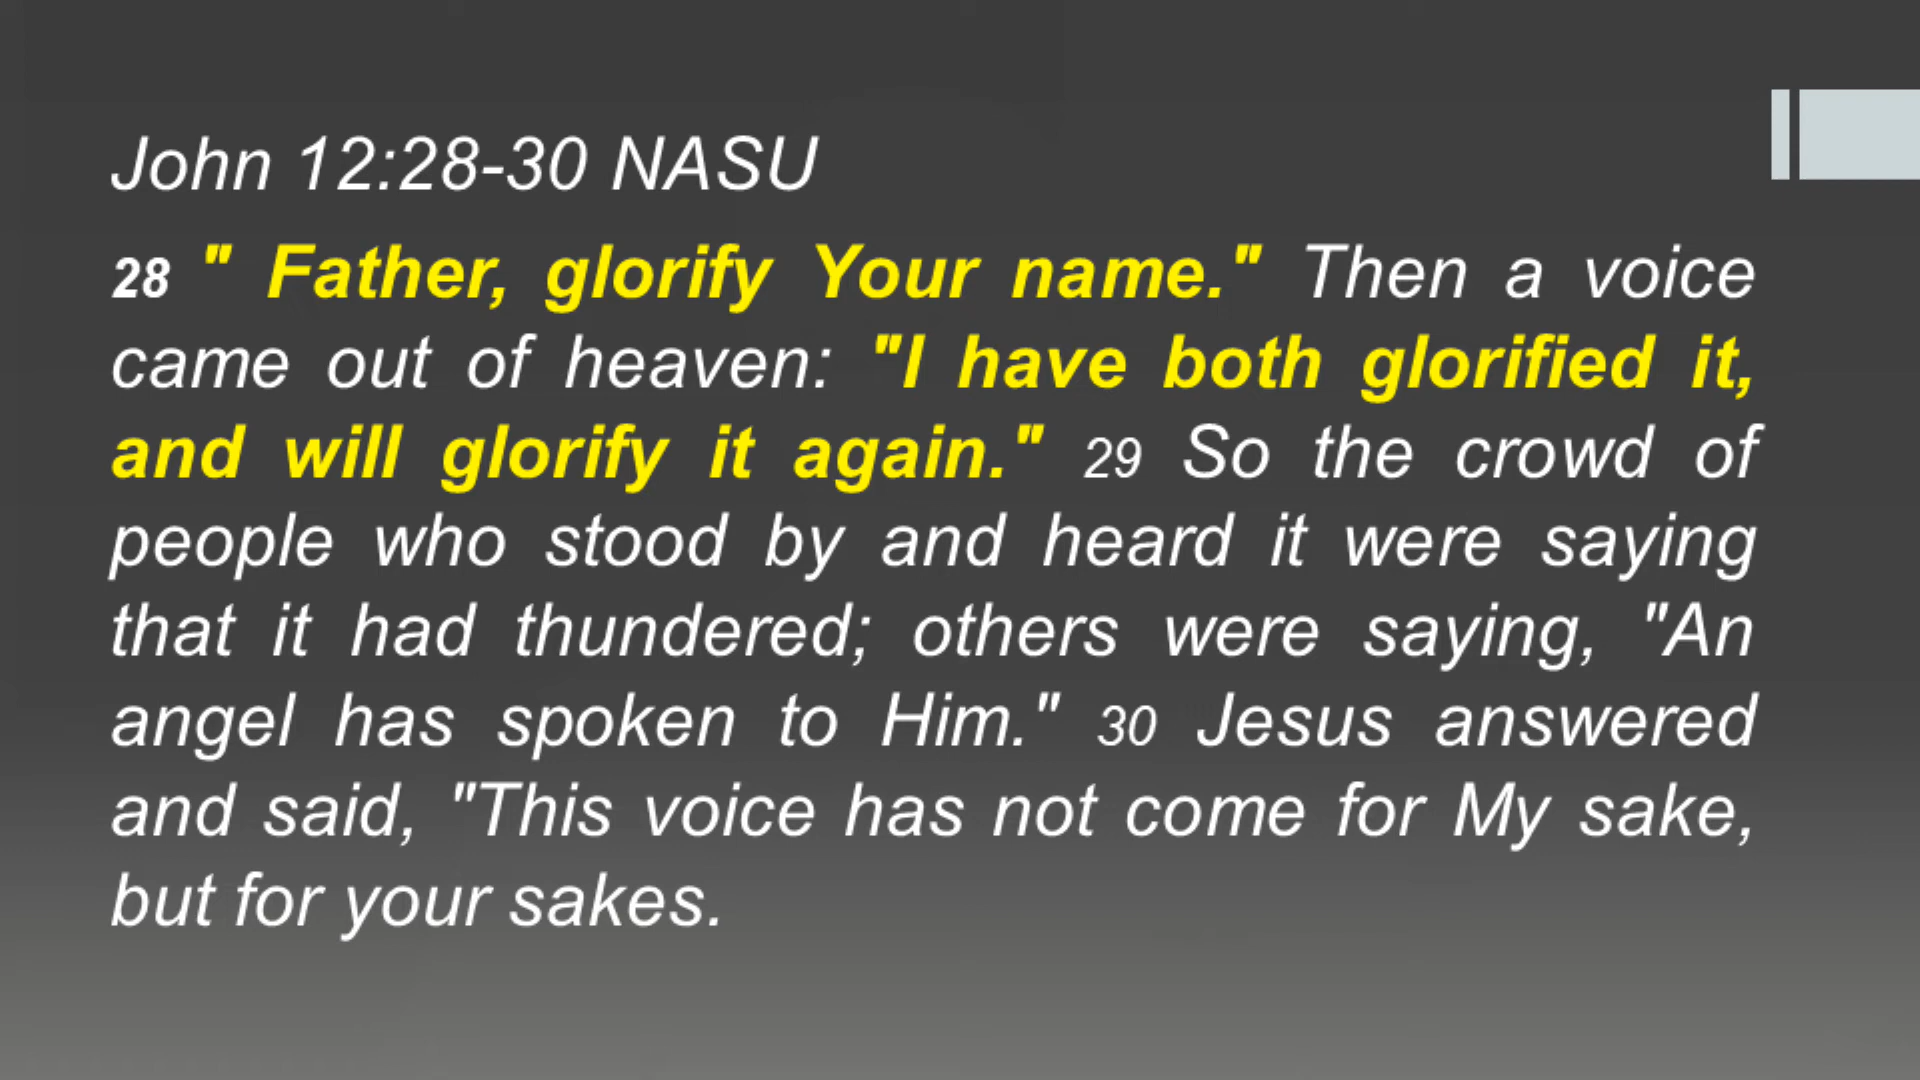 John 12:28-30 NASU
28 " Father, glorify Your name." Then a voice
came out of heaven: "I have both glorified it,
and will glorify it again." 29 So the crowd of
people who stood by and heard it were saying
that it had thundered; others were saying, "An
angel has spoken to Him." 30 Jesus answered
and said, "This voice has not come for My sake,
but for your sakes.